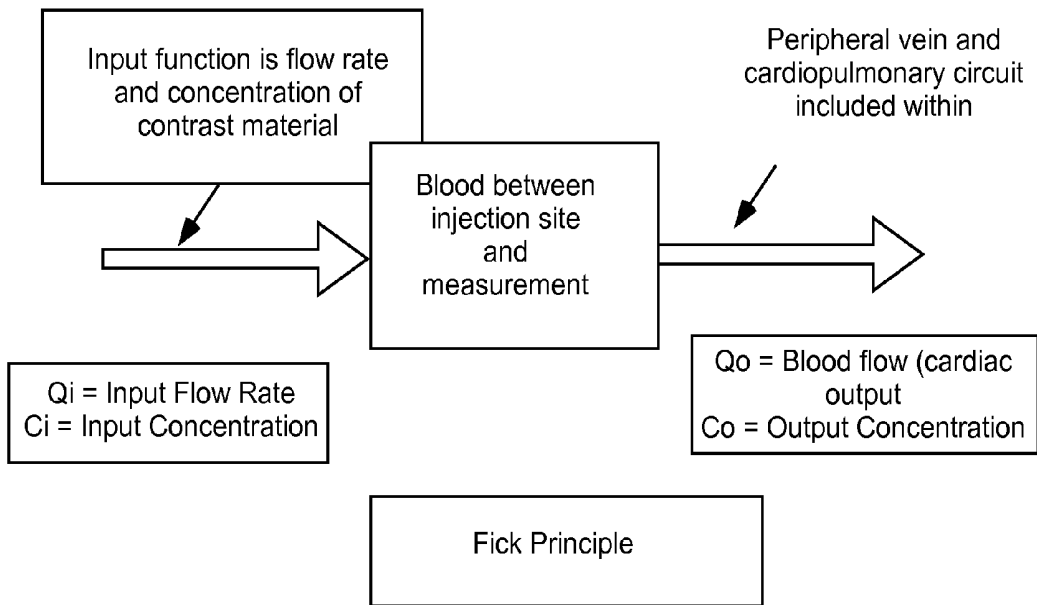 Input function is flow rate
and concentration of
contrast material
Peripheral vein and
cardiopulmonary circuit
included within
Blood between
injection site
and
measurement
Qi = Input Flow Rate
Ci = Input Concentration
Qo = Blood flow (cardiac
output
Co = Output Concentration
Fick Principle